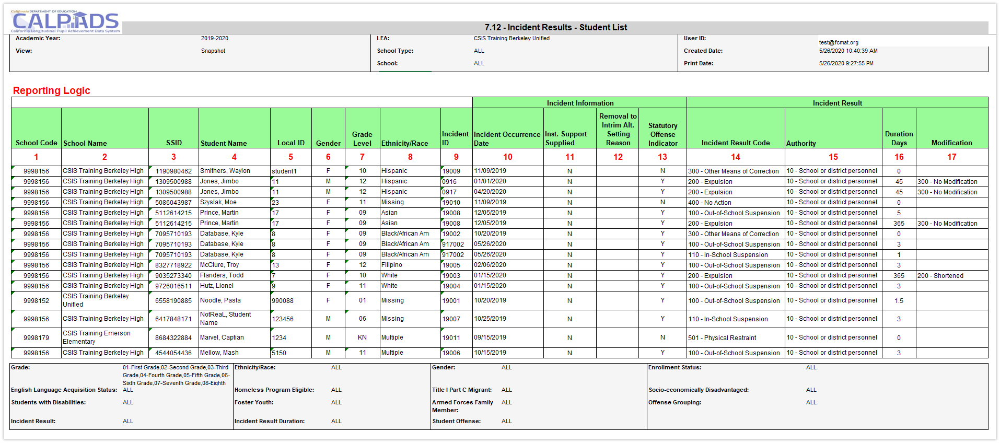 California DEPARTMENT OF EDUCATION
CALPADS
California Longitudinal Pupil Achievement Data System
7.12 - Incident Results - Student List
Academic Year: 2019-2020 LEA: CSIS Training Berkeley Unified User ID: test@fcmat.org
View: Snapshot School Type: ALL Created Date: 5/26/2020 10:40:39 AM
School: ALL Print Date: 5/26/2020 9:27:55 PM
Reporting Logic
Incident Information Incident Result
School Code School Name SSID Student Name Local ID Gender Grade Level Ethnicity/Race Incident ID Incident Occurrence Date Inst. Support Supplied Removal to Intrim Alt. Setting Reason Statutory Offense Indicator Incident Result Code Authority Duration Days Modification
1 2 3 4 5 6 7 8 9 10 11 12 13 14 15 16 17
9998156 CSIS Training Berkeley High 1190980462 Smithers, Waylon student1 F 10 Hispanic 19009 11/09/2019 N N 300 - Other Means of Correction 10 - School or district personnel 0
9998156 CSIS Training Berkeley High 1309500988 Jones, Jimbo 11 M 12 Hispanic 0916 01/01/2020 N Y 200 - Expulsion 10 - School or district personnel 45 300 - No Modification
9998156 CSIS Training Berkeley High 1309500988 Jones, Jimbo 11 M 12 Hispanic 0917 04/20/2020 N Y 200 - Expulsion 10 - School or district personnel 45 300 - No Modification
9998156 CSIS Training Berkeley High 5086043987 Szyslak, Moe 23 F 11 Missing 19010 11/09/2019 N N 400 - No Action 10 - School or district personnel 0
9998156 CSIS Training Berkeley High 5112614215 Prince, Martin 17 F 09 Asian 19008 12/05/2019 N Y 100 - Out-of-School Suspension 10 - School or district personnel 5
9998156 CSIS Training Berkeley High 5112614215 Prince, Martin 17 F 09 Asian 19008 12/05/2019 N Y 200 - Expulsion 10 - School or district personnel 365 300 - No Modification
9998156 CSIS Training Berkeley High 7095710193 Database, Kyle 8 F 09 Black/African Am 19002 10/20/2019 N Y 300 - Other Means of Correction 10 - School or district personnel 0
9998156 CSIS Training Berkeley High 7095710193 Database, Kyle 8 F 09 Black/African Am 917002 05/26/2020 N Y 100 - Out-of-School Suspension 10 - School or district personnel 3
9998156 CSIS Training Berkeley High 7095710193 Database, Kyle 8 F 09 Black/African Am 917002 05/26/2020 N Y 110 - In-School Suspension 10 - School or district personnel 1
9998156 CSIS Training Berkeley High 8327718922 McClure, Troy 13 F 12 Filipino 19005 02/06/2020 N Y 100 - Out-of-School Suspension 10 - School or district personnel 3
9998156 CSIS Training Berkeley High 9035273340 Flanders, Todd 7 F 10 White 19003 01/15/2020 N Y 200 - Expulsion 10 - School or district personnel 365 200 - Shortened
9998156 CSIS Training Berkeley High 9726016511 Hutz, Lionel 9 F 11 White 19004 01/15/2020 N Y 100 - Out-of-School Suspension 10 - School or district personnel 3
9998152 CSIS Training Berkeley Unified 6558190885 Noodle, Pasta 990088 F 01 Missing 19001 10/20/2019 N Y 100 - Out-of-School Suspension 10 - School or district personnel 1.5
9998156 CSIS Training Berkeley High 6417848171 NotReaL, Student Name 123456 M 06 Missing 19007 10/25/2019 N Y 110 - In-School Suspension 10 - School or district personnel 3
9998179 CSIS Training Emerson Elementary 8684322884 Marvel, Captian 1234 M KN Multiple 19011 09/15/2019 N N 501 - Physical Restraint 10 - School or district personnel 0
9998156 CSIS Training Berkeley High 4544054436 Mellow, Mash 5150 M 11 Multiple 19006 10/15/2019 N Y 100 - Out-of-School Suspension 10 - School or district personnel 3
Grade: 01-First Grade,02-Second Grade,03-Third Ethnicity/Race: ALL Gender: ALL Enrollment Status: ALL
Grade,04-Fourth Grade,05-Fifth Grade,06-
Sixth Grade,07-Seventh Grade,08-Eighth
English Language Acquisition Status: ALL Homeless Program Eligible: ALL Title I Part C Migrant: ALL Socio-economically Disadvantaged: ALL
Students with Disabilities: ALL Foster Youth: ALL Armed Forces Family Member: ALL Offense Grouping: ALL
Incident Result: ALL Incident Result Duration: ALL Student Offense: ALL